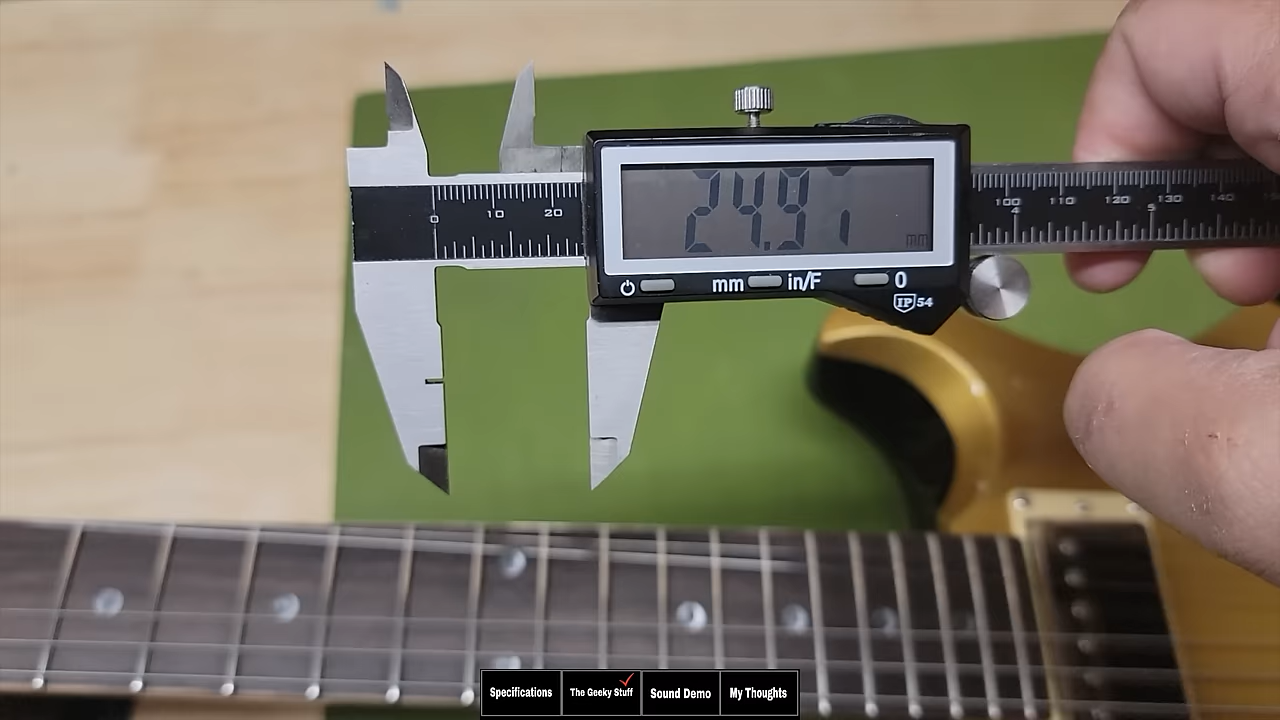 24.91
mm
0 10 20
100 110 120 130 140
4 5
mm in/F 0
IP54
Specifications The Geeky Stuff Sound Demo My Thoughts